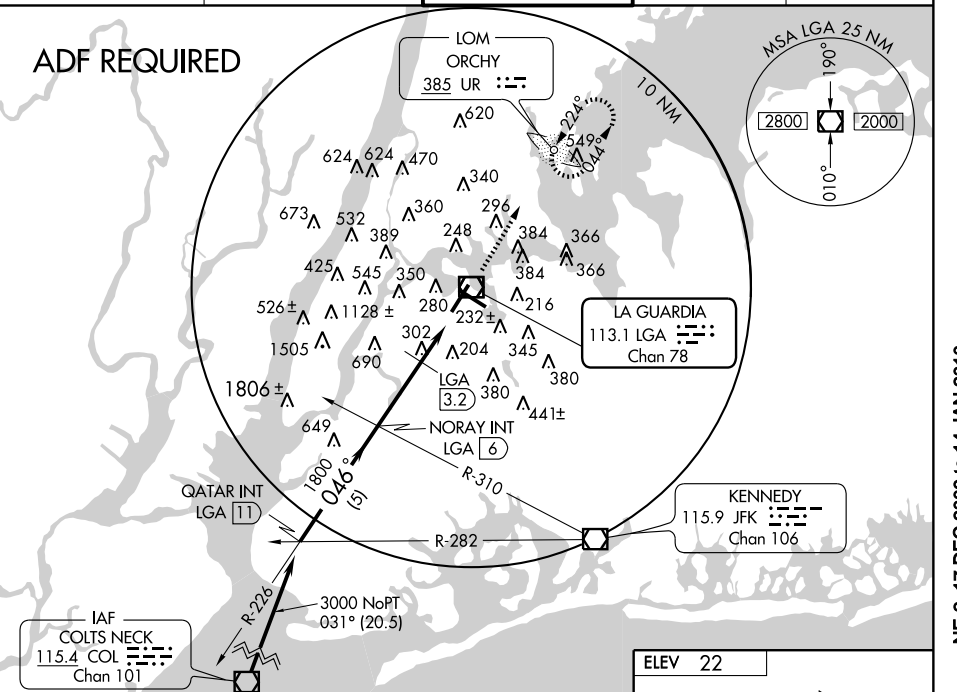 ADF REQUIRED
LOM
ORCHY
385 UR
10 NM
MSA LGA 25 NM
190°
2800
2000
010°
224°
549
044°
620
624
624
470
340
673
532
360
296
389
248
384
366
384
366
425
545
350
280
216
526 ±
1128 ±
232 ±
1505
690
302
204
345
380
380
LA GUARDIA
113.1 LGA
Chan 78
LGA
3.2
1806 ±
441±
649
NORAY INT
LGA 6
1800
046°
(5)
R-310
QATAR INT
LGA 11
R-282
KENNEDY
115.9 JFK
Chan 106
R-226
3000 NoPT
031° (20.5)
IAF
COLTS NECK
115.4 COL
Chan 101
ELEV 22